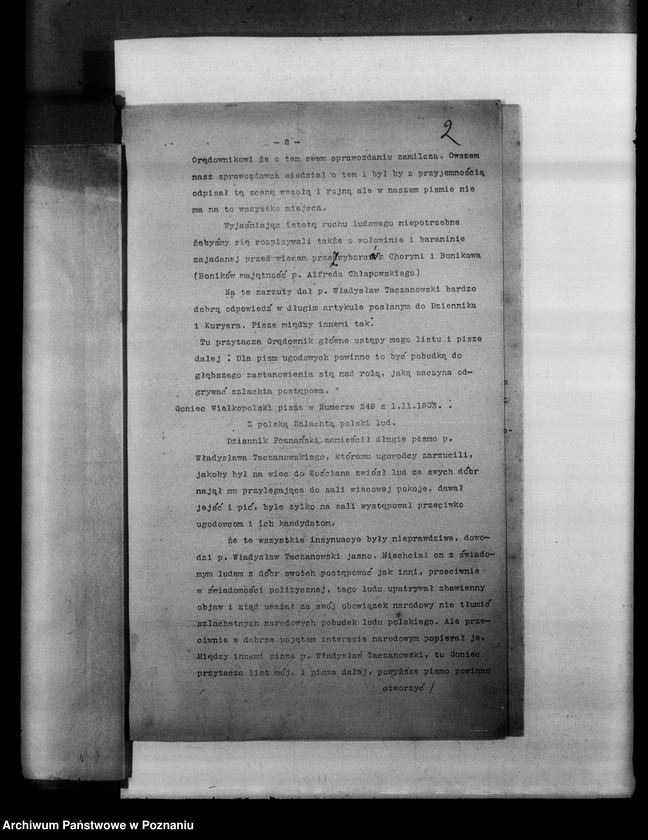 - 2 -
2
Orędownikowi że o tem swem sprawozdaniu zamilcza. Owszem
nasz sprawozdawca wiedział o tem i był by z przyjemnością
odpisał tę scenę wesołą i rojną ale w naszem pismie nie
ma na to wszystko miejsca.
Wyjaśniając istotę ruchu ludowego niepotrzebne
żebyśmy się rozpisywali także o wołowinie i baraninie
zajadanej przed wiecem przez wyborców z Choryni i Bonikowa
(Boników majętność p. Alfreda Chłapowskiego)
Na te zarzuty dał p. Władysław Taczanowski bardzo
dobrą odpowiedź w długim artykule posłanym do Dziennika
i Kuryera. Pisze między innemi tak:
Tu przytacza Orędownik główne ustępy mego listu i pisze
dalej : Dla pism ugodowych powinno to być pobudką do
głębszego zastanowienia się nad rolą, jaką zaczyna od-
grywać szlachta postępowa. "
Goniec Wielkopolski pisze w Numerze 249 z 1.11.1903. :
Z polską Szlachtą polski lud.
Dziennik Poznański zamieścił długie pismo p.
Władysława Taczanowskiego, któremu ugodowcy zarzucili,
jakoby był na wiec do Kościana zwiósł lud ze swych dóbr
najął mu przylegające do sali wiecowej pokoje, dawał
jejść i pić, byle tylko na sali występował przeciwko
ugodowcom i ich kandydatom.
Że te wszystkie insynuacye były nieprawdziwe, dowo-
dzi p. Władysław Taczanowski jasno. Niechciał on z świado-
mym ludem z dóbr swoich postępować jak inni, przeciwnie
w świadomości politycznej, tego ludu upatrywał zbawienny
objaw i ztąd uważał za swój obowiązek narodowy nie tłumić
szlachetnych narodowych pobudek ludu polskiego. Ale prze-
ciwnie w dobrze pojętem interesie narodowym popierał je.
Między innemi pisze p. Władysław Taczanowski, tu Goniec
przytacza list mój, i pisze dalej, powyższe pismo powinno
otworzyć /
Archiwum Państwowe w Poznaniu